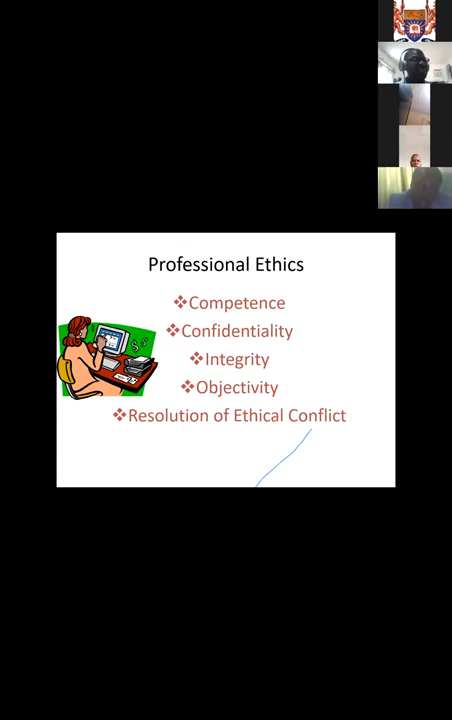 Professional Ethics
❖Competence
❖Confidentiality
❖Integrity
❖Objectivity
❖Resolution of Ethical Conflict